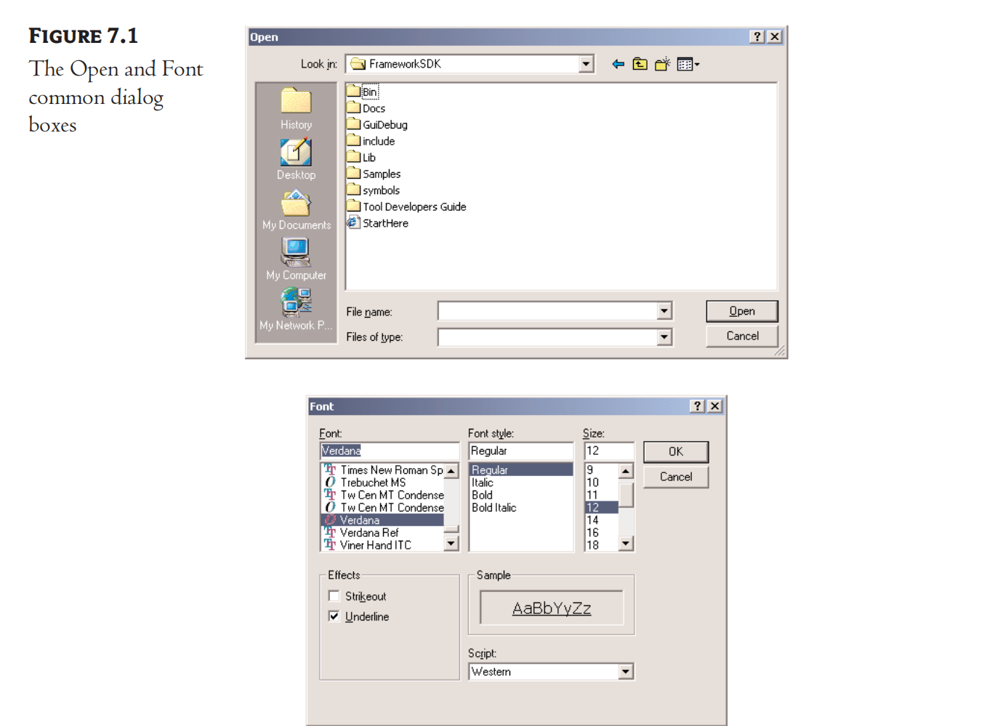 FIGURE 7.1
The Open and Font
common dialog
boxes
Open
Look in:
FrameworkSDK
History
Desktop
My Documents
My Computer
My Network P...
Bin
Docs
GuiDebug
include
Lib
Samples
symbols
Tool Developers Guide
StartHere
File name:
Open
Files of type:
Cancel
Font
Font:
Verdana
Times New Roman Sp
Trebuchet MS
Tw Cen MT Condense
Tw Cen MT Condense
Verdana
Verdana Ref
Viner Hand ITC
Font style:
Regular
Regular
Italic
Bold
Bold Italic
Size:
12
9
10
11
12
14
16
18
OK
Cancel
Effects
Strikeout
Underline
Sample
AaBbYyZz
Script:
Western